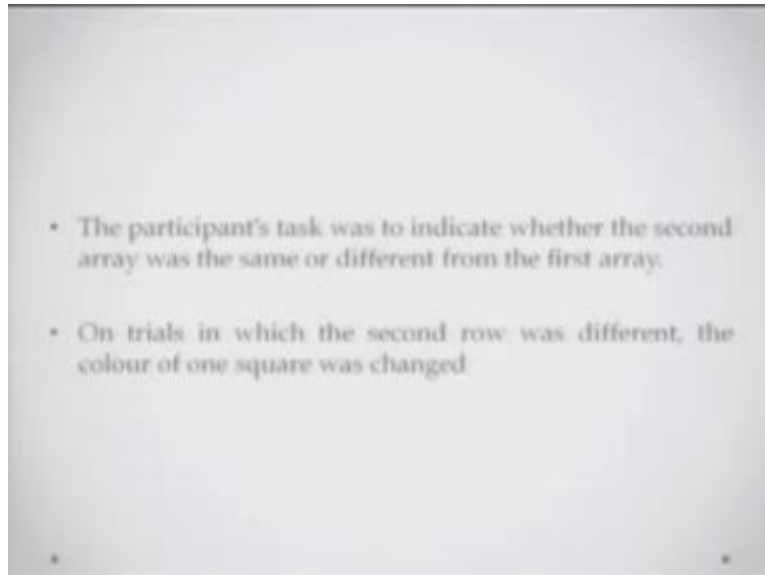 • The participant's task was to indicate whether the second
array was the same or different from the first array.
• On trials in which the second row was different, the
colour of one square was changed